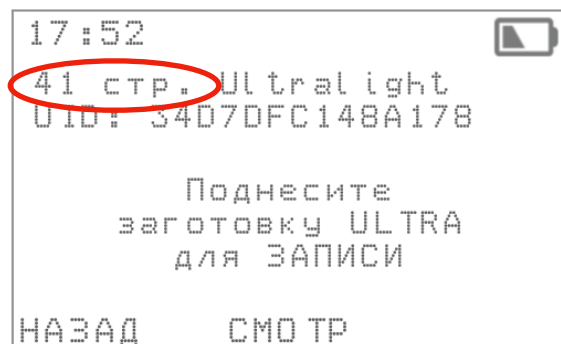 17:52
41 стр. Ultralight
UID: 34D7DFC148A178
Поднесите
заготовку ULTRA
для ЗАПИСИ
НАЗАД СМОТР